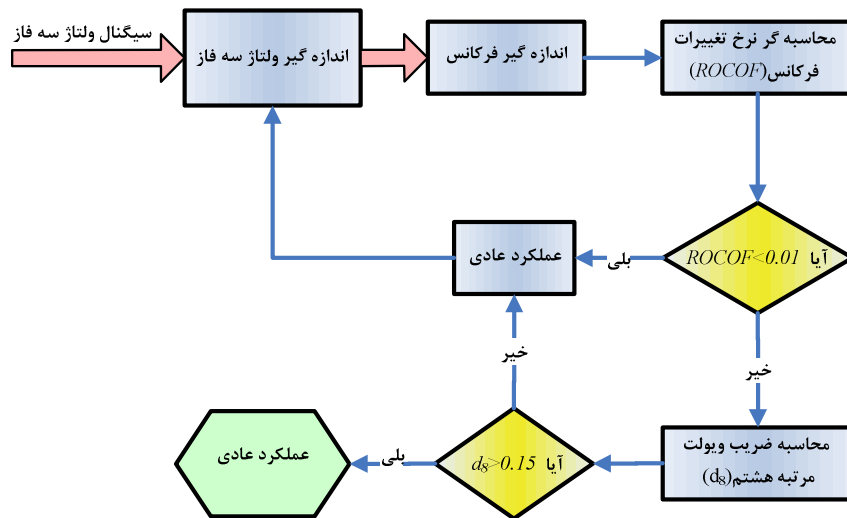 سیگنال ولتاژ سه فاز
اندازه گیر ولتاژ سه فاز
اندازه گیر فرکانس
محاسبه گر نرخ تغییرات
فرکانس(ROCOF)
آیا ROCOF<0.01
بلی
عملکرد عادی
خیر
محاسبه ضریب ویولت
مرتبه هشتم(d8)
آیا d8>0.15
خیر
بلی
عملکرد عادی